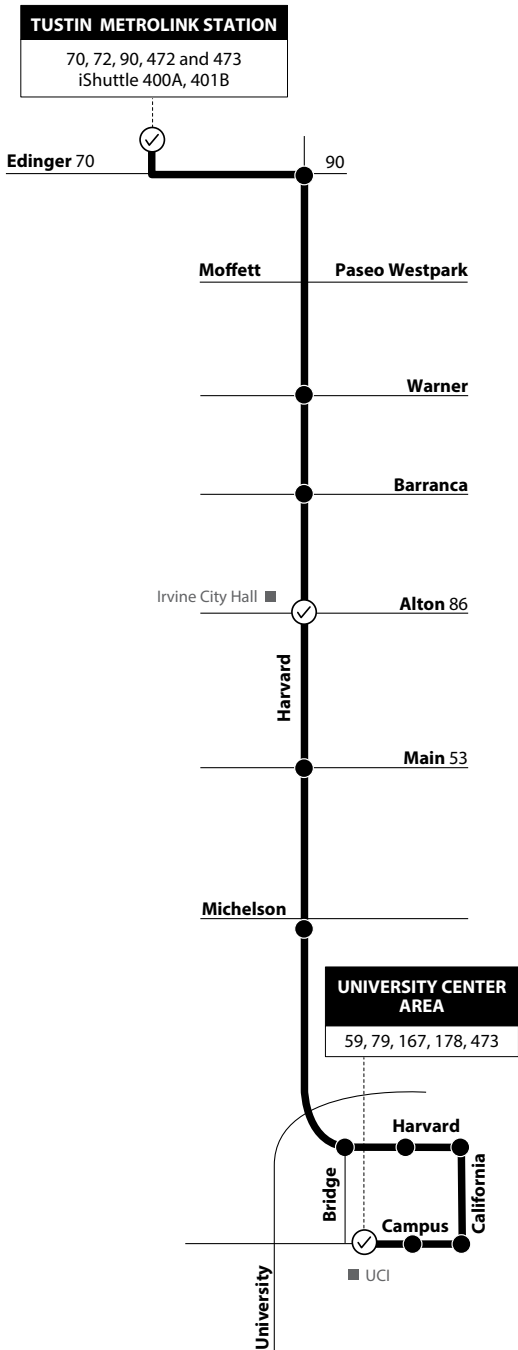 TUSTIN METROLINK STATION
70, 72, 90, 472 and 473
iShuttle 400A, 401B
Edinger 70
90
Moffett
Paseo Westpark
Warner
Barranca
Irvine City Hall
Alton 86
Harvard
Main 53
Michelson
UNIVERSITY CENTER
AREA
59, 79, 167, 178, 473
Harvard
Bridge
California
Campus
UCI
University